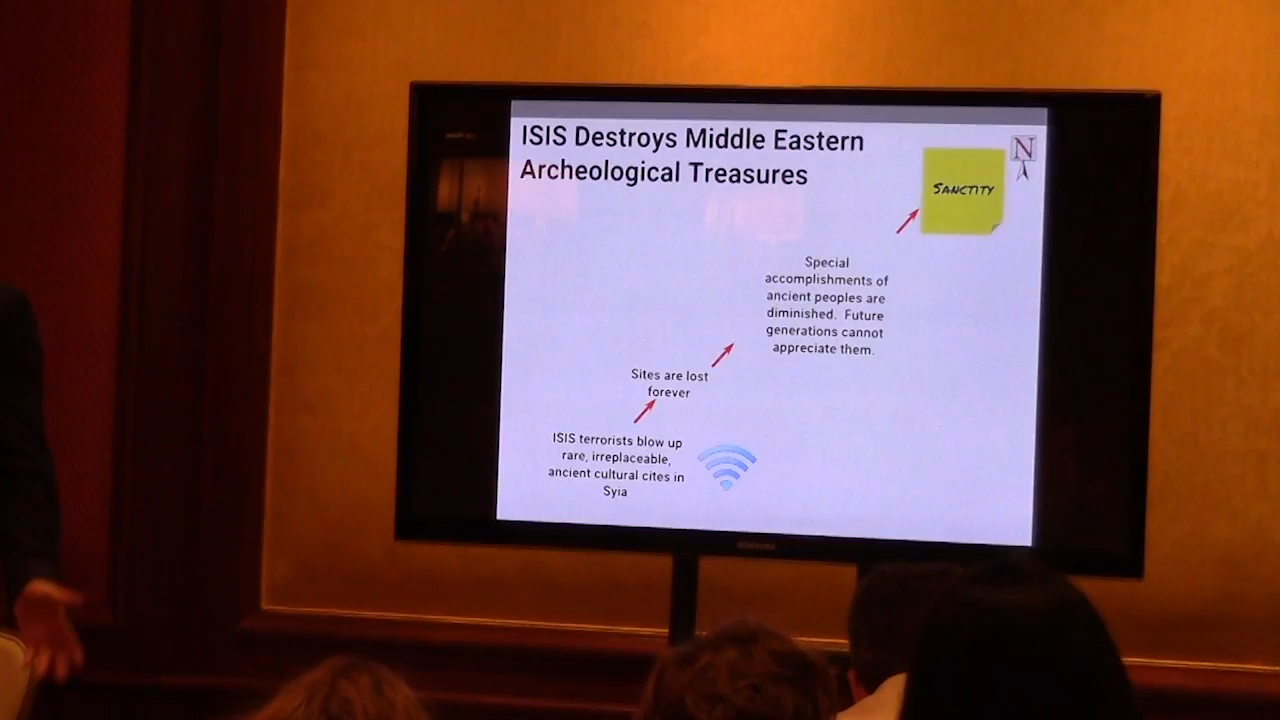 ISIS Destroys Middle Eastern
Archeological Treasures
N
SANCTITY
Special
accomplishments of
ancient peoples are
diminished. Future
generations cannot
appreciate them.
Sites are lost
forever
ISIS terrorists blow up
rare, irreplaceable,
ancient cultural cites in
Syia
SAMSUNG